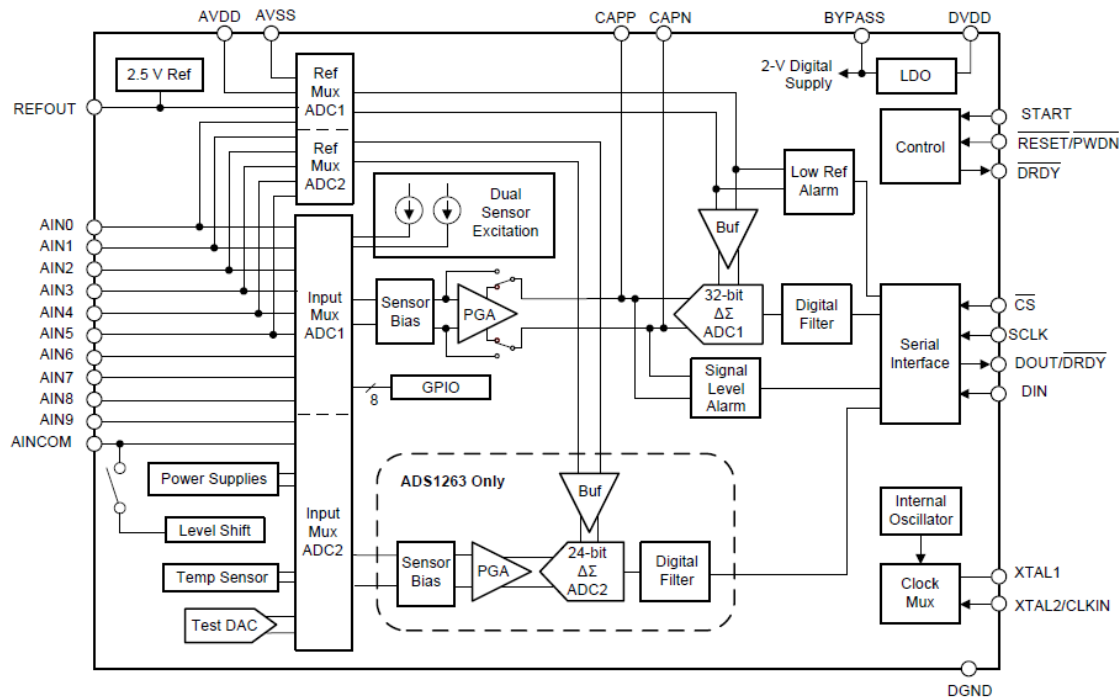 AVDD
AVSS
CAPP
CAPN
BYPASS
DVDD
2.5 V Ref
Ref
Mux
ADC1
2-V Digital
Supply
LDO
REFOUT
START
RESET/PWDN
DRDY
Control
Ref
Mux
ADC2
Low Ref
Alarm
Dual
Sensor
Excitation
Buf
AIN0
AIN1
AIN2
AIN3
AIN4
AIN5
AIN6
AIN7
AIN8
AIN9
AINCOM
Input
Mux
ADC1
Sensor
Bias
PGA
32-bit
ΔΣ
ADC1
Digital
Filter
Serial
Interface
CS
SCLK
DOUT/DRDY
DIN
Signal
Level
Alarm
8
GPIO
Power Supplies
Level Shift
Temp Sensor
Test DAC
Input
Mux
ADC2
ADS1263 Only
Buf
Sensor
Bias
PGA
24-bit
ΔΣ
ADC2
Digital
Filter
Internal
Oscillator
Clock
Mux
XTAL1
XTAL2/CLKIN
DGND